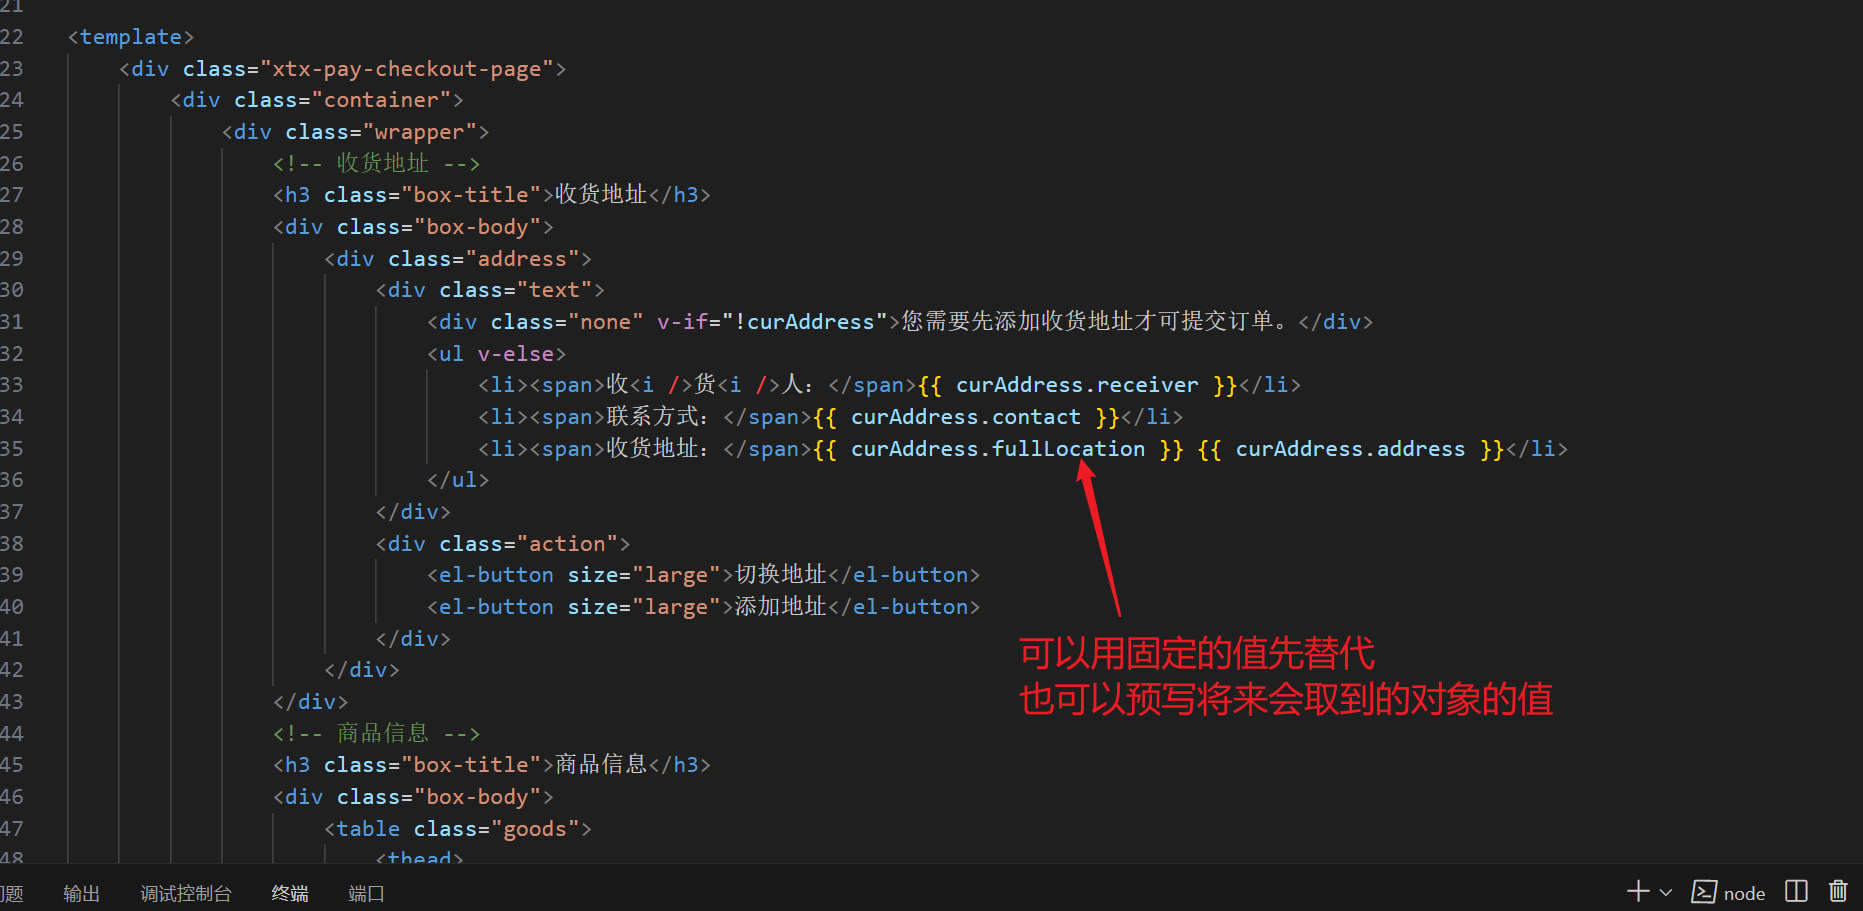 21
22 <template>
23 <div class="xtx-pay-checkout-page">
24 <div class="container">
25 <div class="wrapper">
26 <!-- 收货地址 -->
27 <h3 class="box-title">收货地址</h3>
28 <div class="box-body">
29 <div class="address">
30 <div class="text">
31 <div class="none" v-if="!curAddress">您需要先添加收货地址才可提交订单。</div>
32 <ul v-else>
33 <li><span>收<i />货<i />人：</span>{{ curAddress.receiver }}</li>
34 <li><span>联系方式：</span>{{ curAddress.contact }}</li>
35 <li><span>收货地址：</span>{{ curAddress.fullLocation }} {{ curAddress.address }}</li>
36 </ul>
37 </div>
38 <div class="action">
39 <el-button size="large">切换地址</el-button>
40 <el-button size="large">添加地址</el-button>
41 </div>
42 </div>
43 </div>
44 <!-- 商品信息 -->
45 <h3 class="box-title">商品信息</h3>
46 <div class="box-body">
47 <table class="goods">
48 <thead>
可以用固定的值先替代
也可以预写将来会取到的对象的值
问题 输出 调试控制台 终端 端口 node